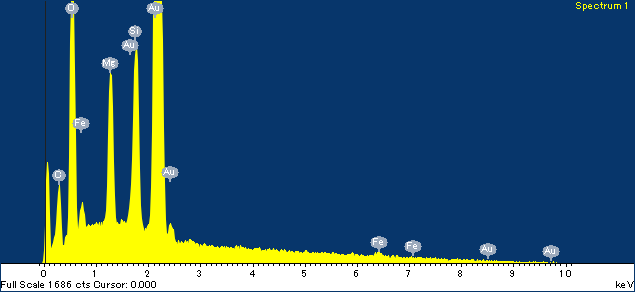 Spectrum 1
O Au
Si
Au
Mg
Fe
O Au
Fe Fe Au Au
0 1 2 3 4 5 6 7 8 9 10
Full Scale 1686 cts Cursor: 0.000 keV